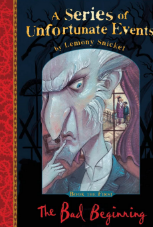 A Series of
Unfortunate Events
by Lemony Snicket
Book the First
The Bad Beginning